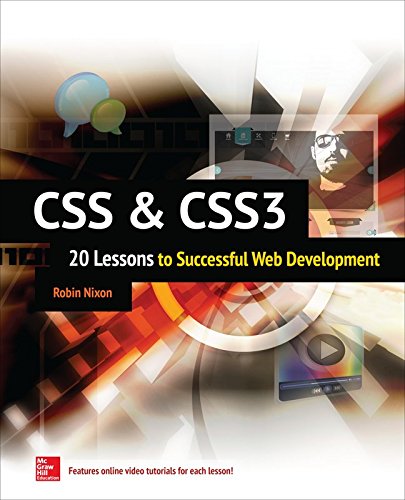 CSS & CSS3
20 Lessons to Successful Web Development
Robin Nixon
Mc
Graw
Hill
Education
Features online video tutorials for each lesson!